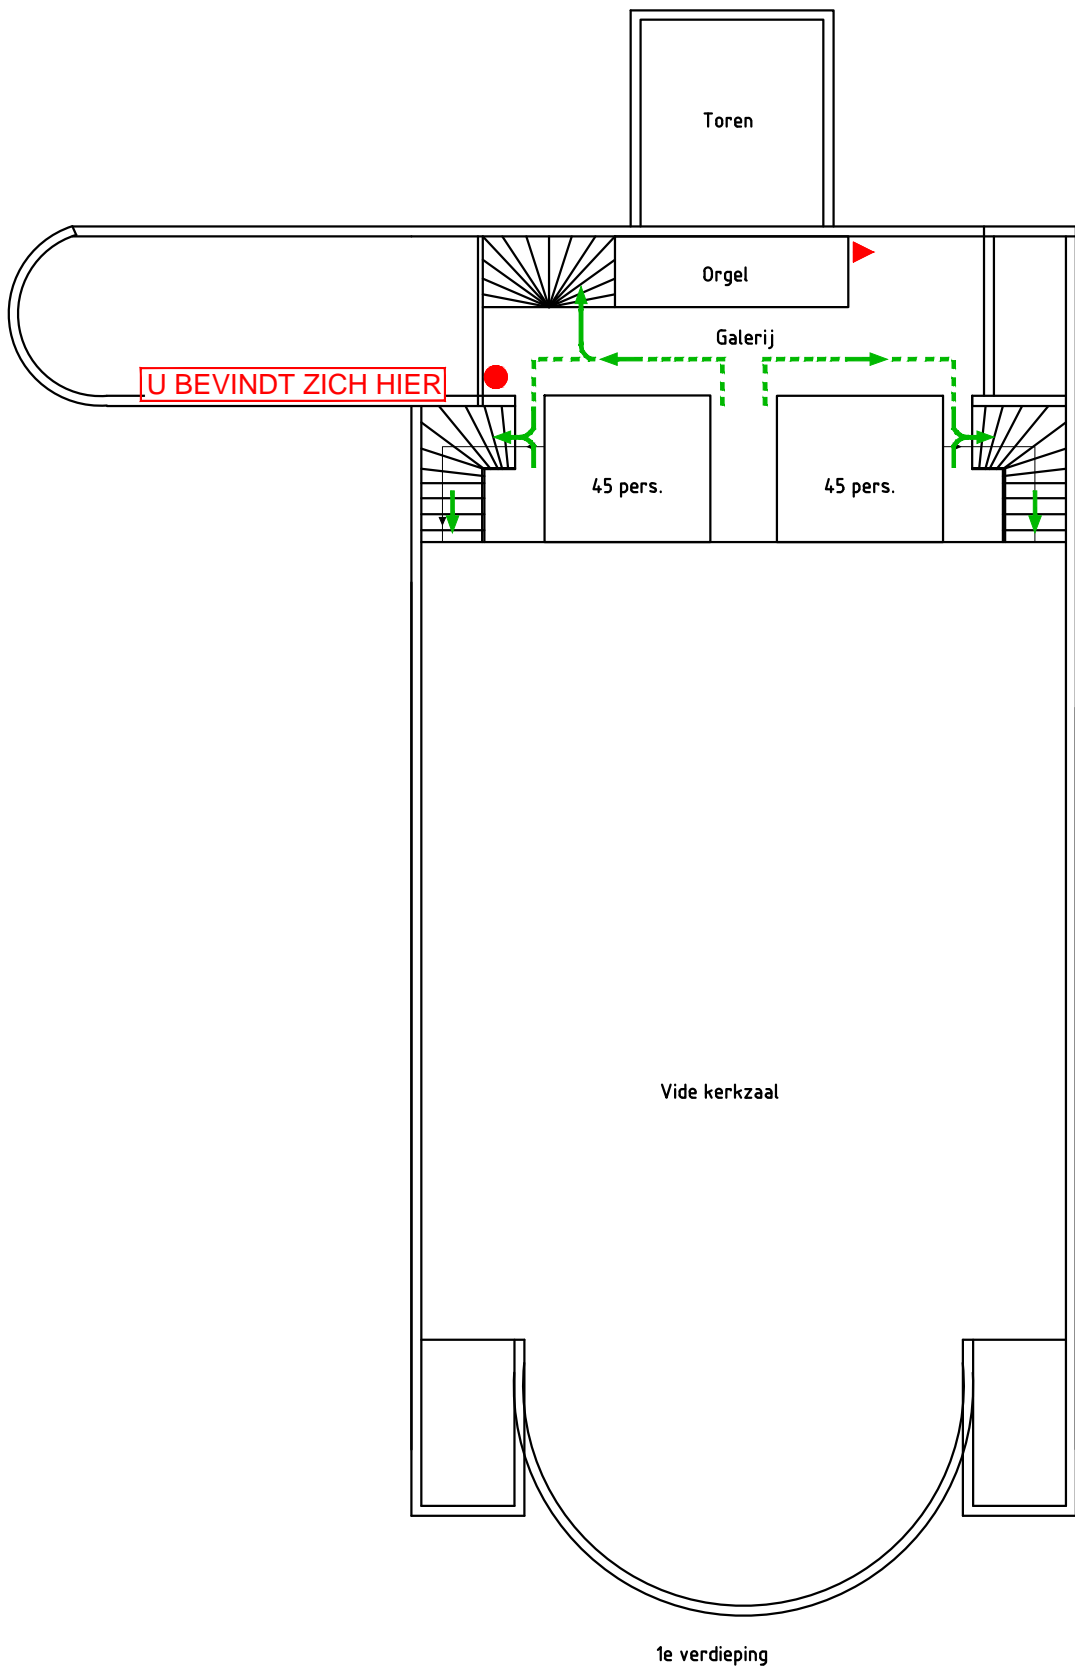 Toren
Orgel
Galerij
U BEVINDT ZICH HIER
45 pers.
45 pers.
Vide kerkzaal
1e verdieping